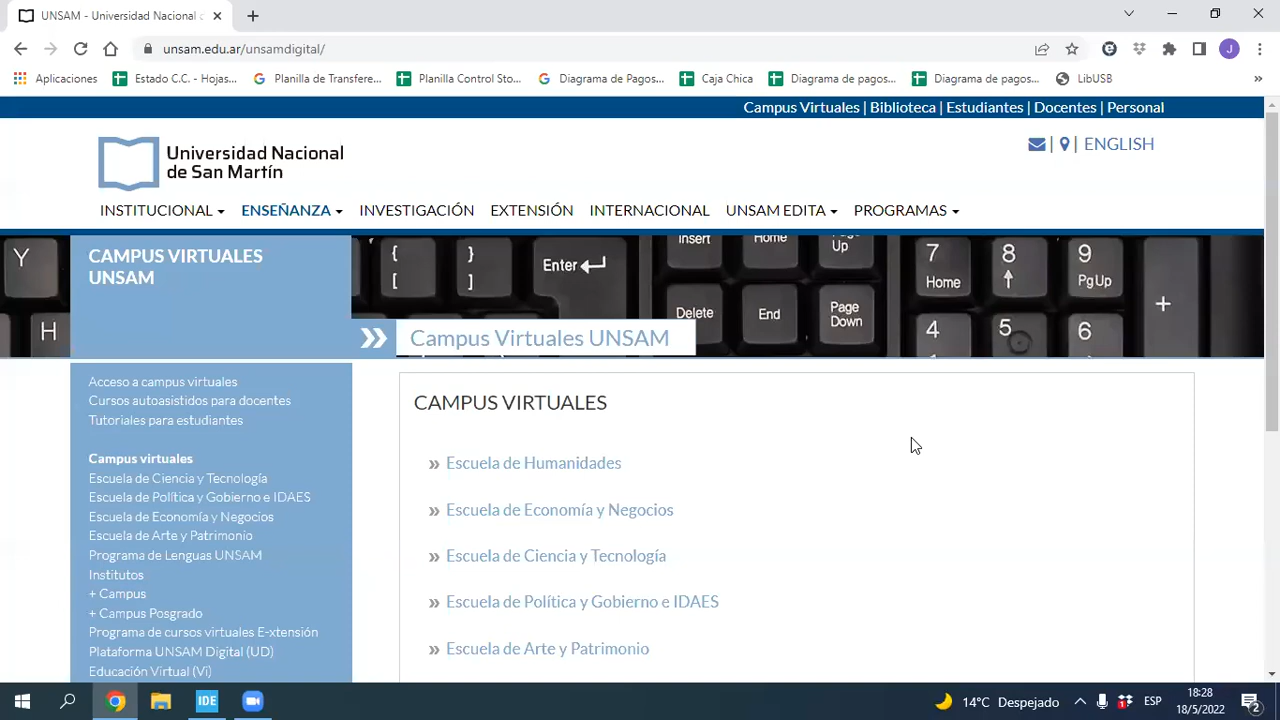 UNSAM - Universidad Nacional
unsam.edu.ar/unsamdigital/
J
Aplicaciones
Estado C.C. - Hojas...
Planilla de Transfere...
Planilla Control Sto...
Diagrama de Pagos...
Caja Chica
Diagrama de pagos...
Diagrama de pagos...
LibUSB
»
Campus Virtuales | Biblioteca | Estudiantes | Docentes | Personal
Universidad Nacional
de San Martín
| | ENGLISH
INSTITUCIONAL ENSEÑANZA INVESTIGACIÓN EXTENSIÓN INTERNACIONAL UNSAM EDITA PROGRAMAS
CAMPUS VIRTUALES
UNSAM
Y
H
{
[
}
]
Enter
Insert
Home
Page
Up
Delete
End
Page
Down
7
Home
8
9
PgUp
4
5
6
+
Campus Virtuales UNSAM
Acceso a campus virtuales
Cursos autoasistidos para docentes
Tutoriales para estudiantes
Campus virtuales
Escuela de Ciencia y Tecnología
Escuela de Política y Gobierno e IDAES
Escuela de Economía y Negocios
Escuela de Arte y Patrimonio
Programa de Lenguas UNSAM
Institutos
+ Campus
+ Campus Posgrado
Programa de cursos virtuales E-xtensión
Plataforma UNSAM Digital (UD)
Educación Virtual (Vi)
CAMPUS VIRTUALES
» Escuela de Humanidades
» Escuela de Economía y Negocios
» Escuela de Ciencia y Tecnología
» Escuela de Política y Gobierno e IDAES
» Escuela de Arte y Patrimonio
IDE
14°C Despejado
ESP
18:28
18/5/2022
2